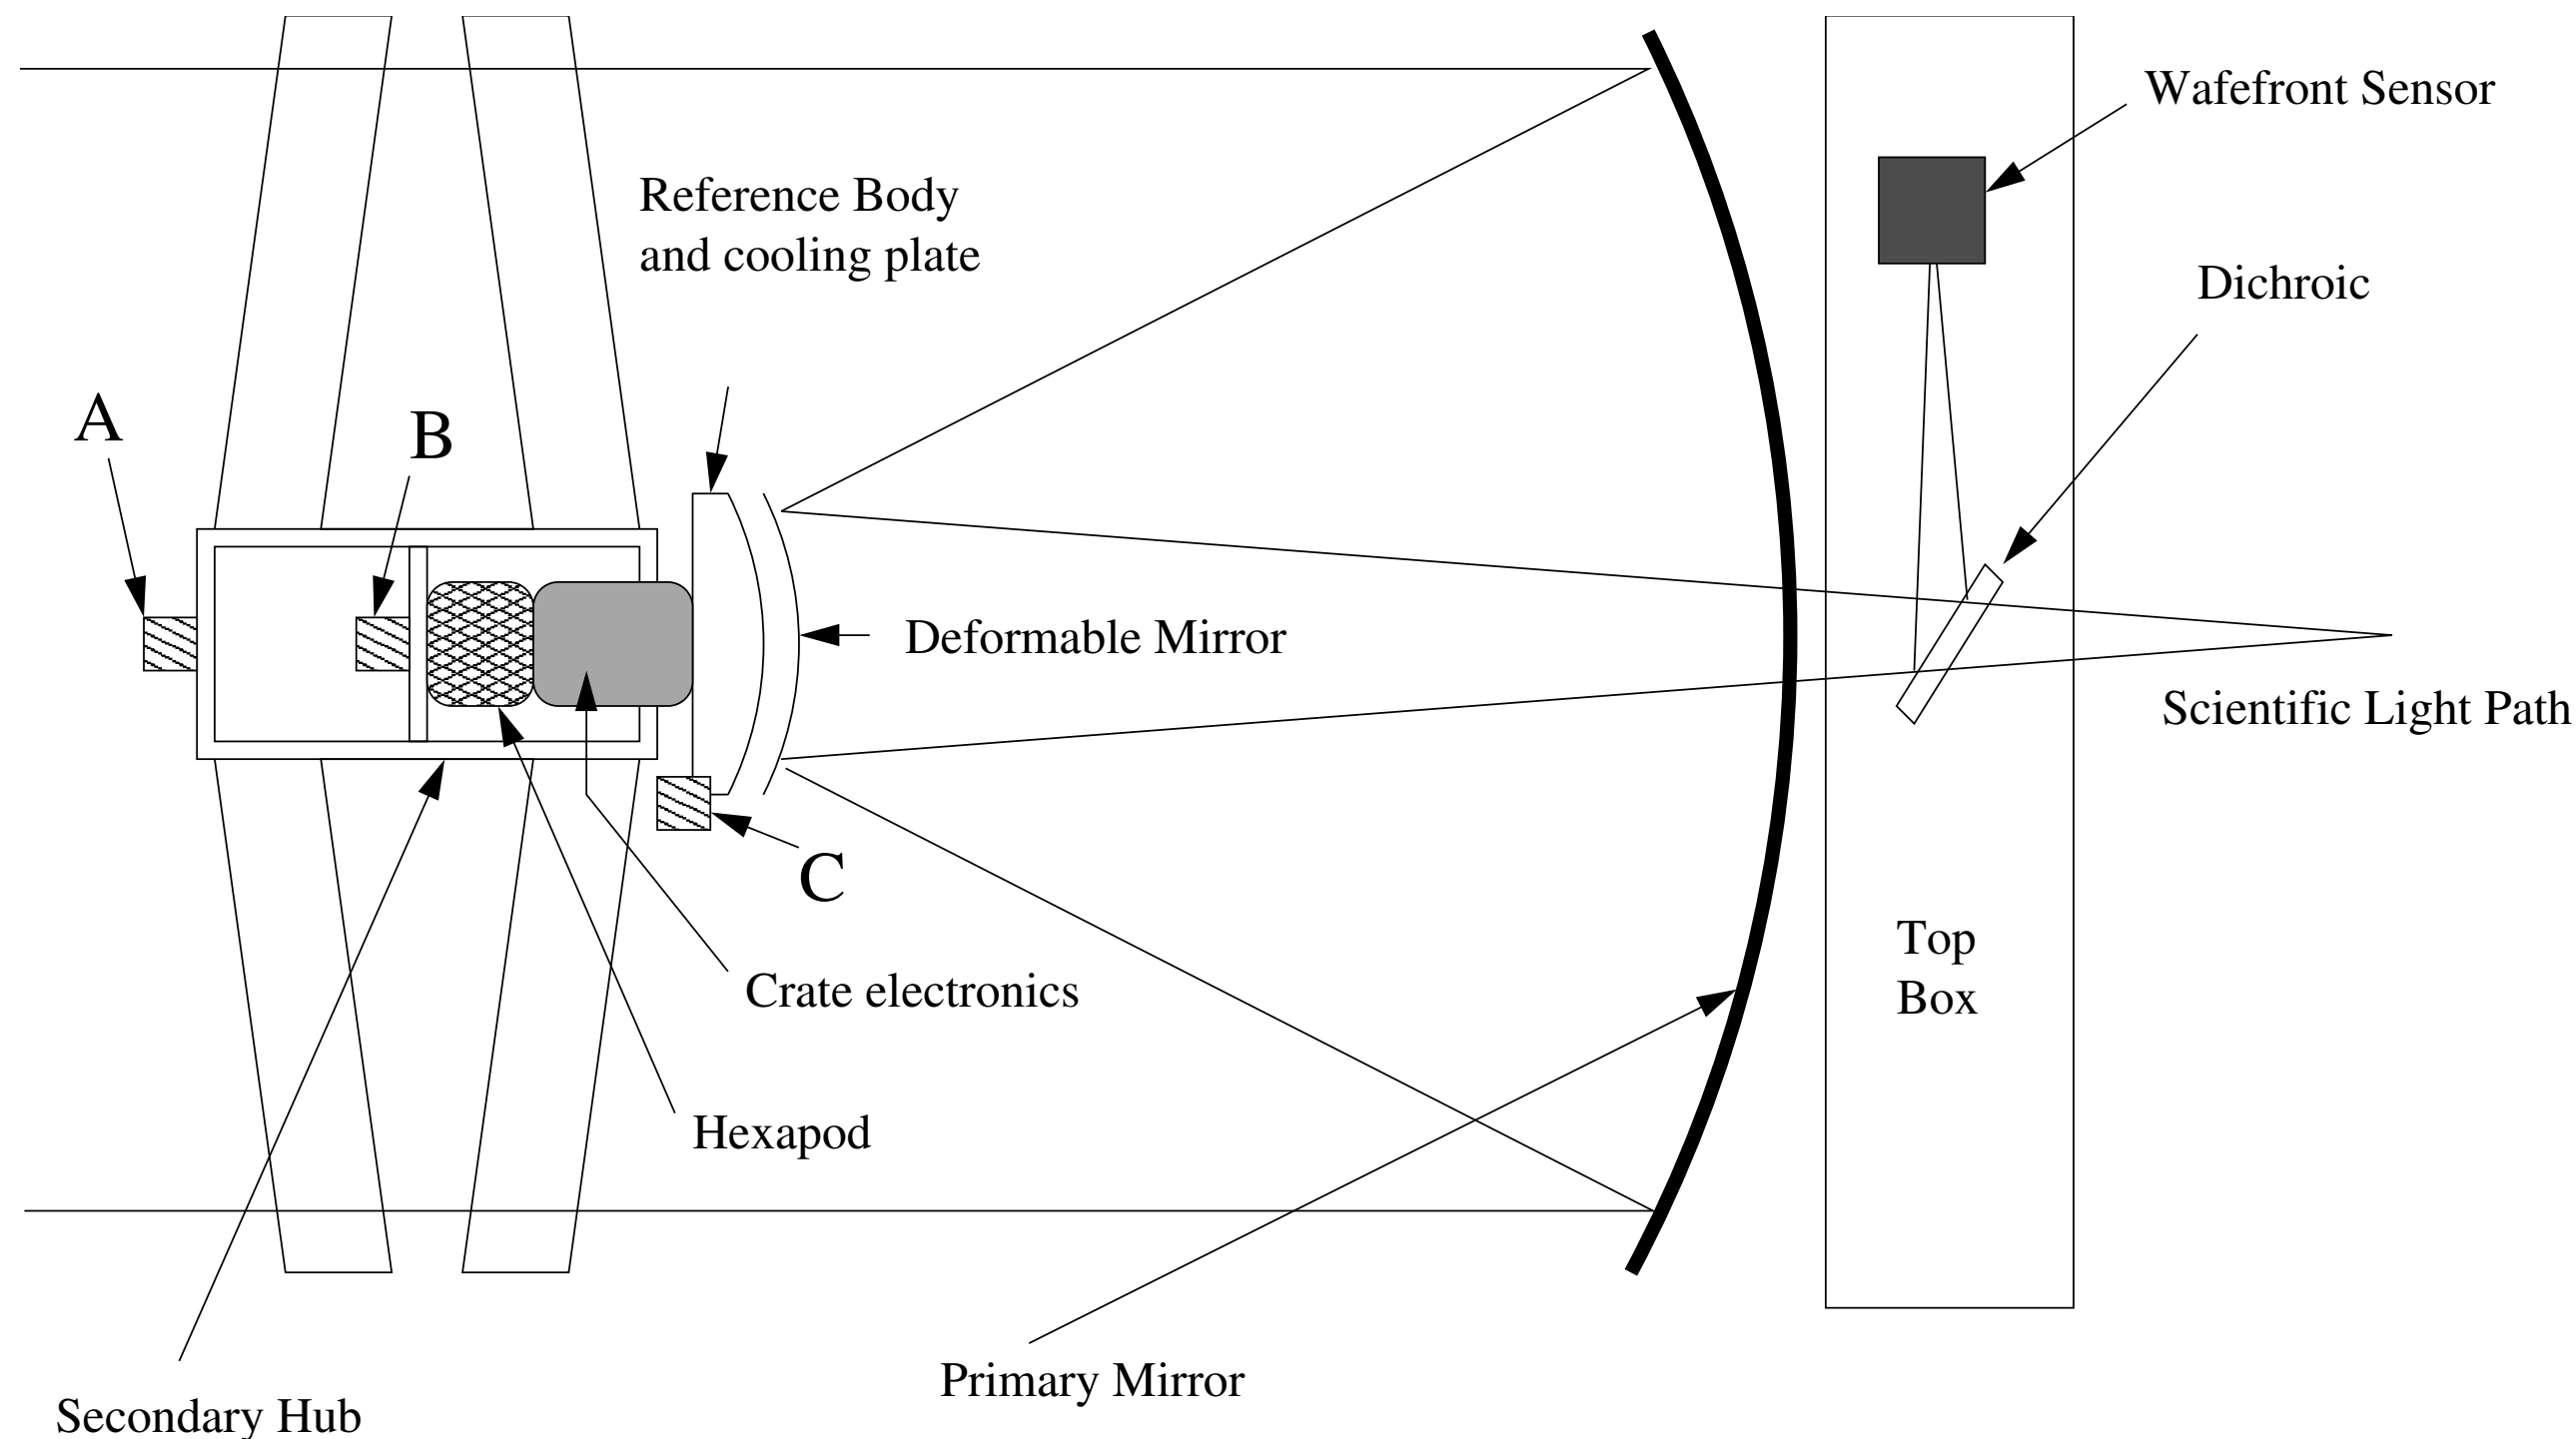 Wafefront Sensor
Reference Body
and cooling plate
Dichroic
A
B
Deformable Mirror
Scientific Light Path
C
Top
Box
Crate electronics
Hexapod
Primary Mirror
Secondary Hub